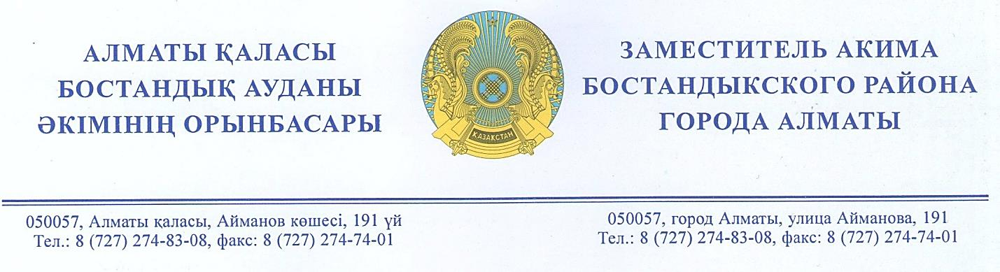 АЛМАТЫ ҚАЛАСЫ
БОСТАНДЫҚ АУДАНЫ
ӘКІМІНІҢ ОРЫНБАСАРЫ
ҚАЗАҚСТАН
ЗАМЕСТИТЕЛЬ АКИМА
БОСТАНДЫКСКОГО РАЙОНА
ГОРОДА АЛМАТЫ
050057, Алматы қаласы, Айманов көшесі, 191 үй
Тел.: 8 (727) 274-83-08, факс: 8 (727) 274-74-01
050057, город Алматы, улица Айманова, 191
Тел.: 8 (727) 274-83-08, факс: 8 (727) 274-74-01